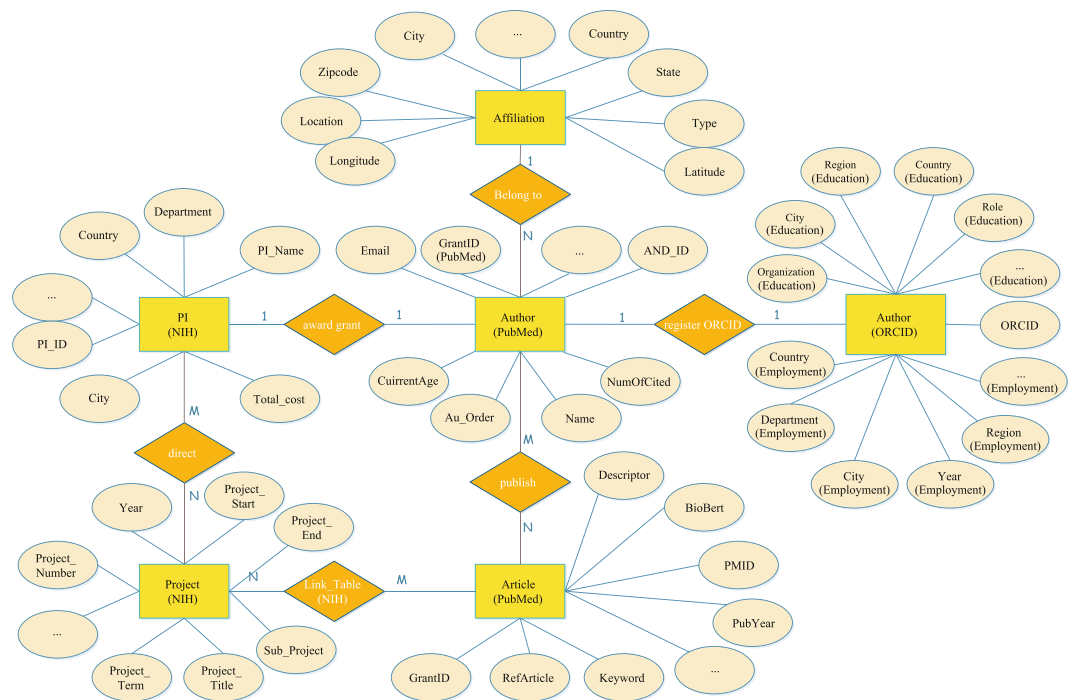 City
...
Country
Zipcode
State
Location
Affiliation
Type
Longitude
Latitude
1
Belong to
N
Region
(Education)
Country
(Education)
Role
(Education)
City
(Education)
...
(Education)
Organization
(Education)
Department
Country
PI_Name
...
PI_ID
PI
(NIH)
City
Total_cost
1
award grant
1
Email
GrantID
(PubMed)
...
AND_ID
Author
(PubMed)
1
register ORCID
1
Author
(ORCID)
ORCID
CuirrentAge
Au_Order
Name
NumOfCited
Country
(Employment)
...
(Employment)
Department
(Employment)
Region
(Employment)
City
(Employment)
Year
(Employment)
M
direct
N
M
publish
N
Year
Project_
Start
Project_
End
Project_
Number
...
Project
(NIH)
Project_
Term
Project_
Title
Sub_Project
N
Link_Table
(NIH)
M
Article
(PubMed)
Descriptor
BioBert
PMID
PubYear
...
GrantID
RefArticle
Keyword